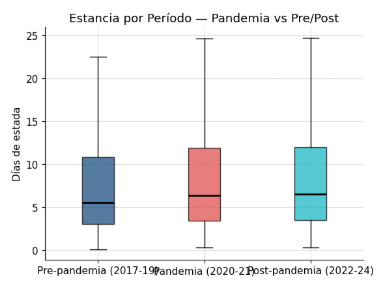 Estancia por Período — Pandemia vs Pre/Post
Días de estada
25
20
15
10
5
0
Pre-pandemia (2017-19)
Pandemia (2020-21)
Post-pandemia (2022-24)